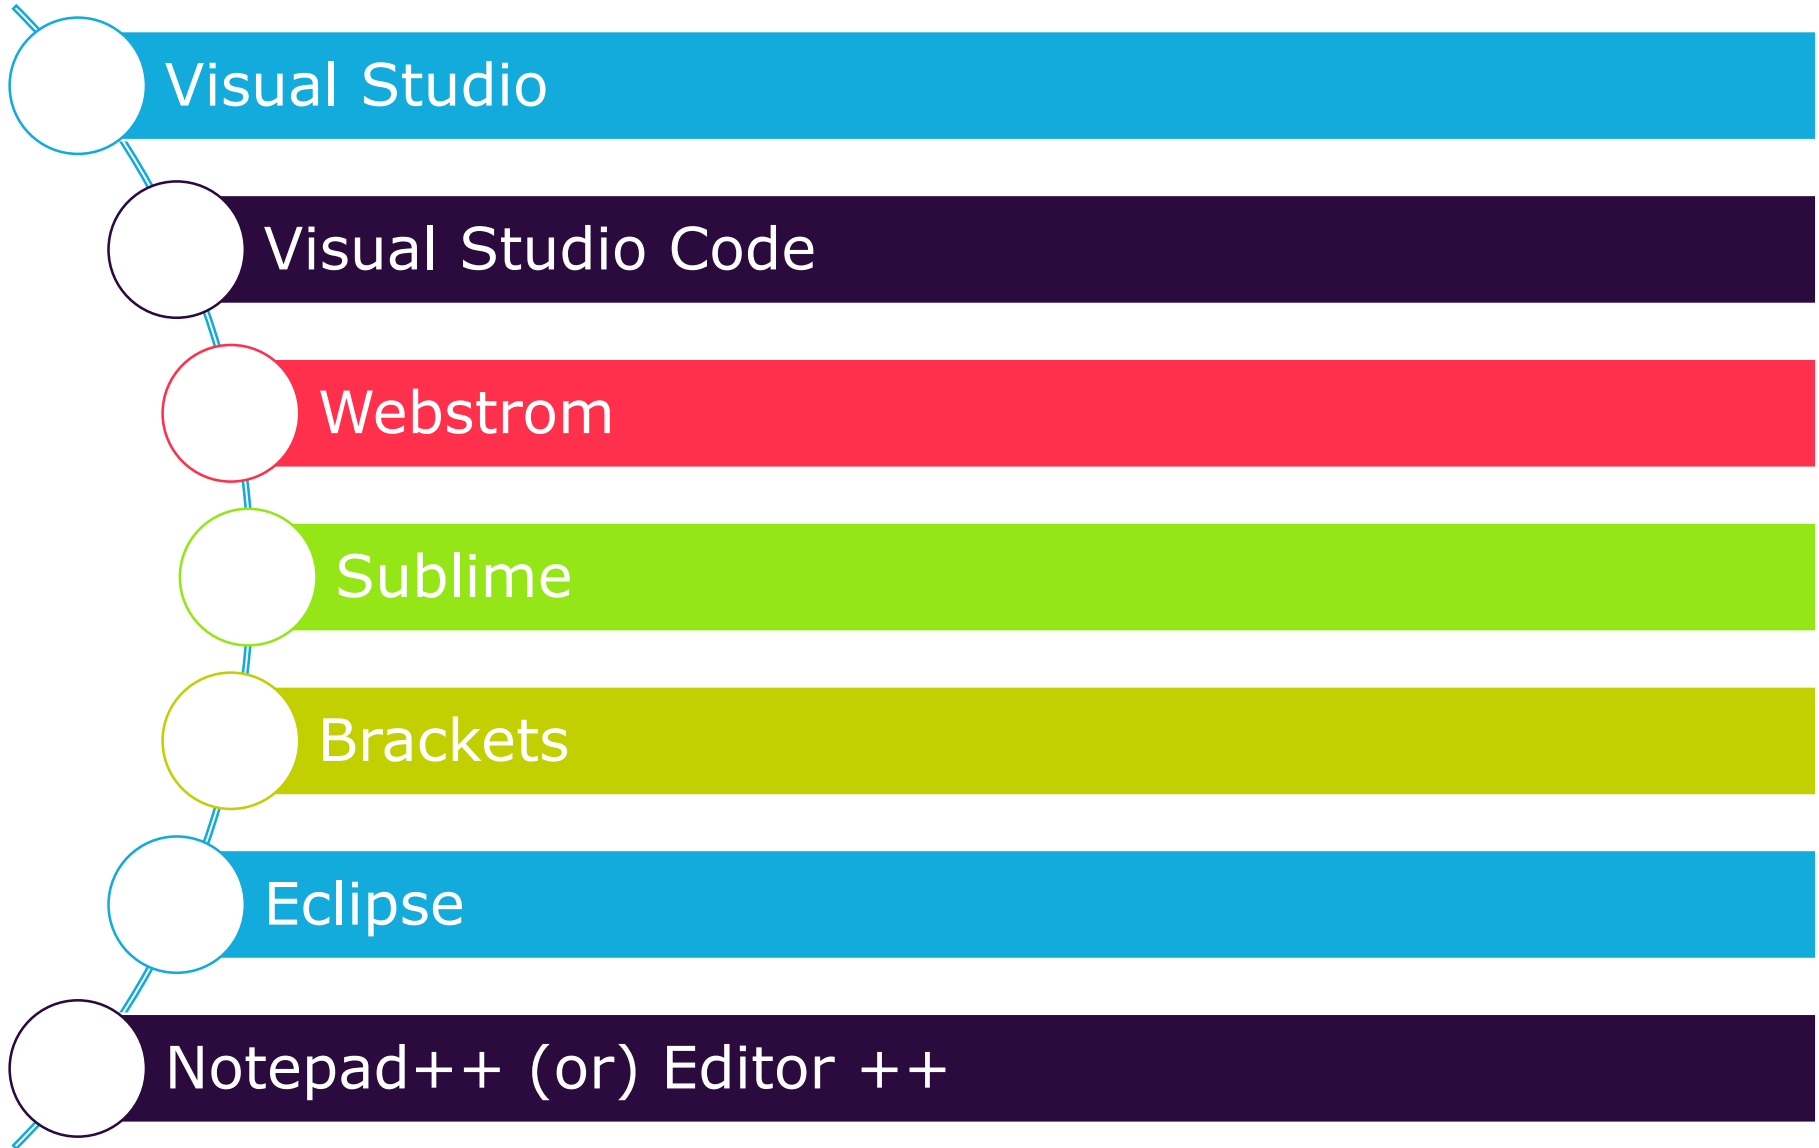 Visual Studio
Visual Studio Code
Webstrom
Sublime
Brackets
Eclipse
Notepad++ (or) Editor ++